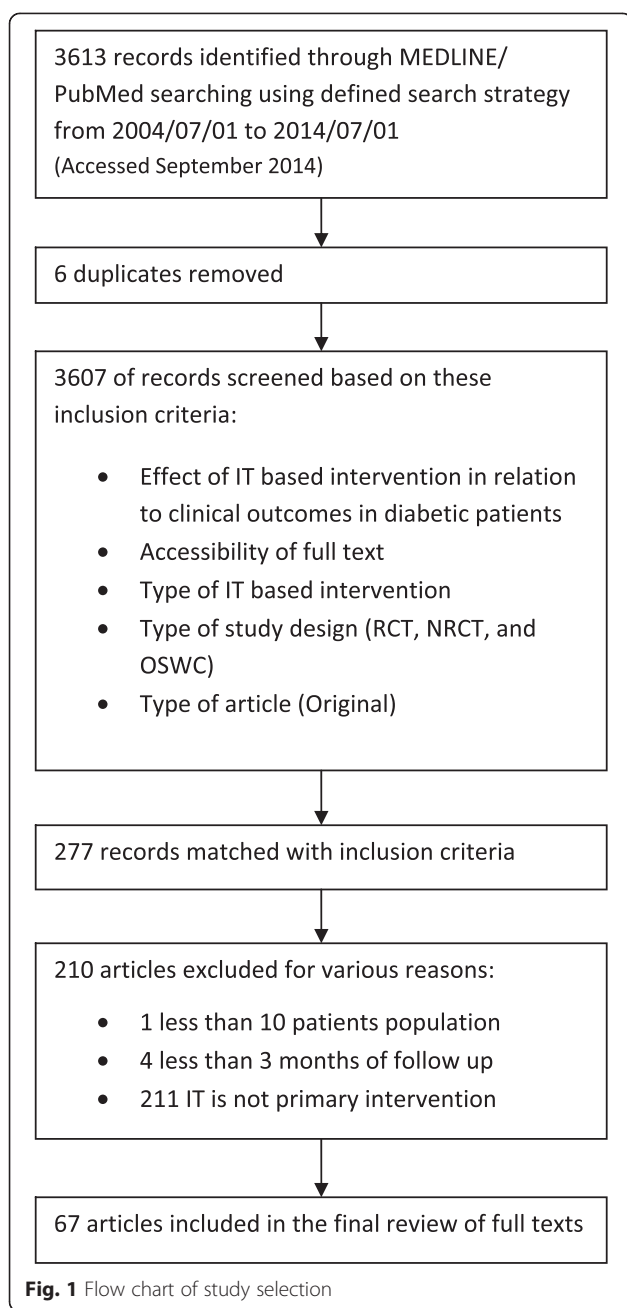 3613 records identified through MEDLINE/
PubMed searching using defined search strategy
from 2004/07/01 to 2014/07/01
(Accessed September 2014)
6 duplicates removed
3607 of records screened based on these
inclusion criteria:
• Effect of IT based intervention in relation
to clinical outcomes in diabetic patients
• Accessibility of full text
• Type of IT based intervention
• Type of study design (RCT, NRCT, and
OSWC)
• Type of article (Original)
277 records matched with inclusion criteria
210 articles excluded for various reasons:
• 1 less than 10 patients population
• 4 less than 3 months of follow up
• 211 IT is not primary intervention
67 articles included in the final review of full texts
Fig. 1 Flow chart of study selection